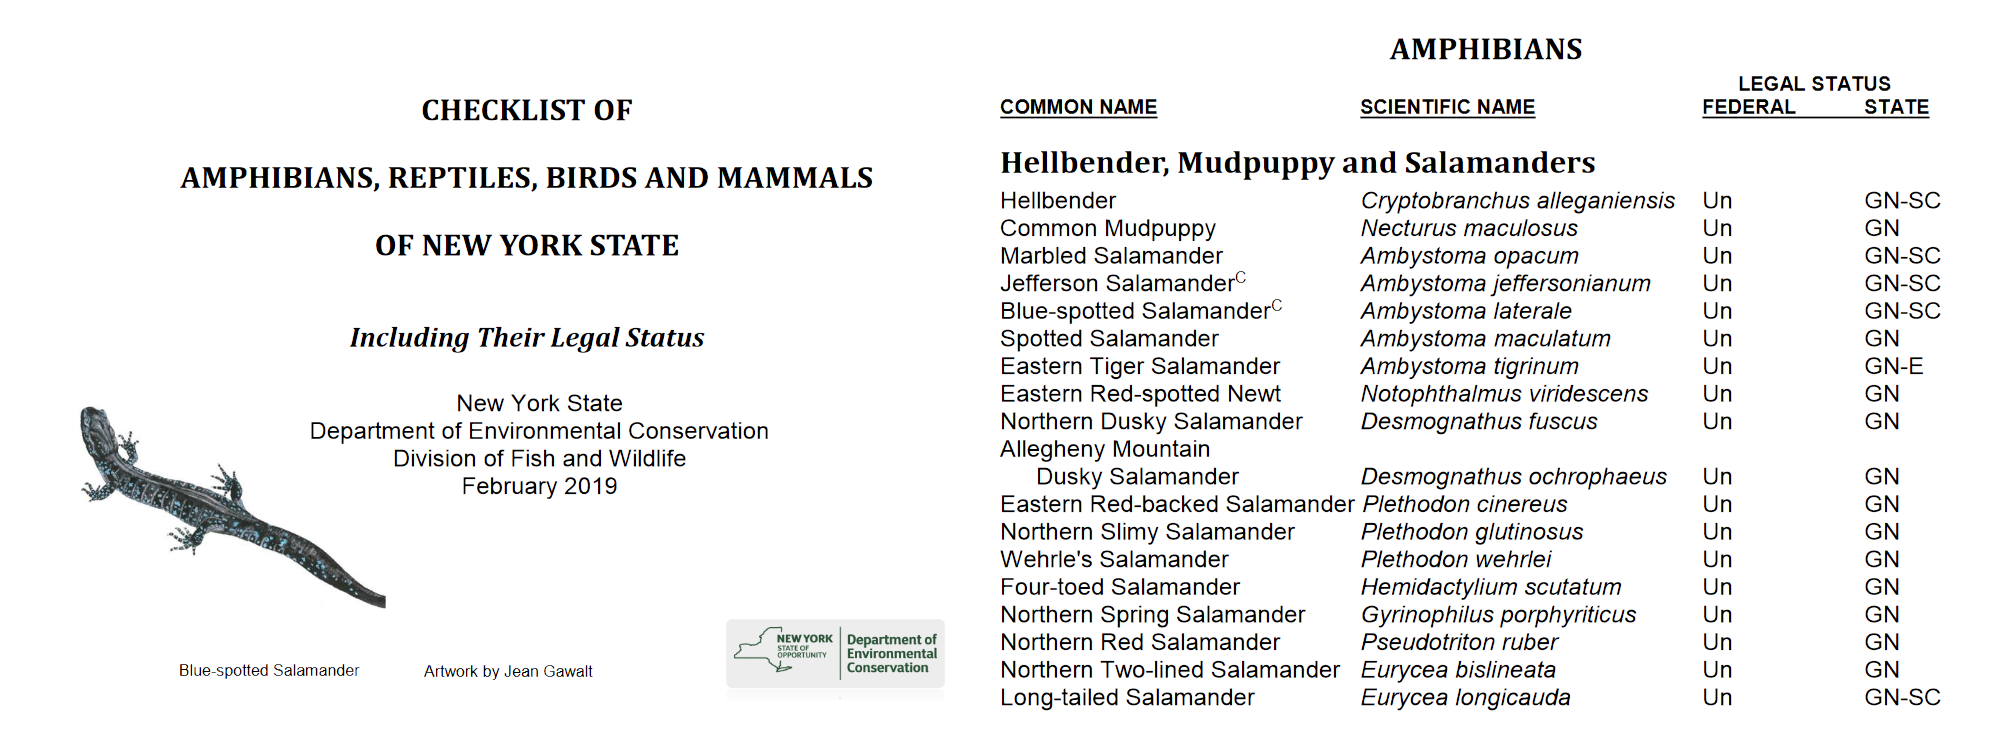 CHECKLIST OF
AMPHIBIANS, REPTILES, BIRDS AND MAMMALS
OF NEW YORK STATE
Including Their Legal Status
New York State
Department of Environmental Conservation
Division of Fish and Wildlife
February 2019
Blue-spotted Salamander Artwork by Jean Gawalt
NEW YORK
STATE OF
OPPORTUNITY
Department of
Environmental
Conservation
AMPHIBIANS
LEGAL STATUS
COMMON NAME SCIENTIFIC NAME FEDERAL STATE
Hellbender, Mudpuppy and Salamanders
Hellbender Cryptobranchus alleganiensis Un GN-SC
Common Mudpuppy Necturus maculosus Un GN
Marbled Salamander Ambystoma opacum Un GN-SC
Jefferson SalamanderC Ambystoma jeffersonianum Un GN-SC
Blue-spotted SalamanderC Ambystoma laterale Un GN-SC
Spotted Salamander Ambystoma maculatum Un GN
Eastern Tiger Salamander Ambystoma tigrinum Un GN-E
Eastern Red-spotted Newt Notophthalmus viridescens Un GN
Northern Dusky Salamander Desmognathus fuscus Un GN
Allegheny Mountain
Dusky Salamander Desmognathus ochrophaeus Un GN
Eastern Red-backed Salamander Plethodon cinereus Un GN
Northern Slimy Salamander Plethodon glutinosus Un GN
Wehrle's Salamander Plethodon wehrlei Un GN
Four-toed Salamander Hemidactylium scutatum Un GN
Northern Spring Salamander Gyrinophilus porphyriticus Un GN
Northern Red Salamander Pseudotriton ruber Un GN
Northern Two-lined Salamander Eurycea bislineata Un GN
Long-tailed Salamander Eurycea longicauda Un GN-SC